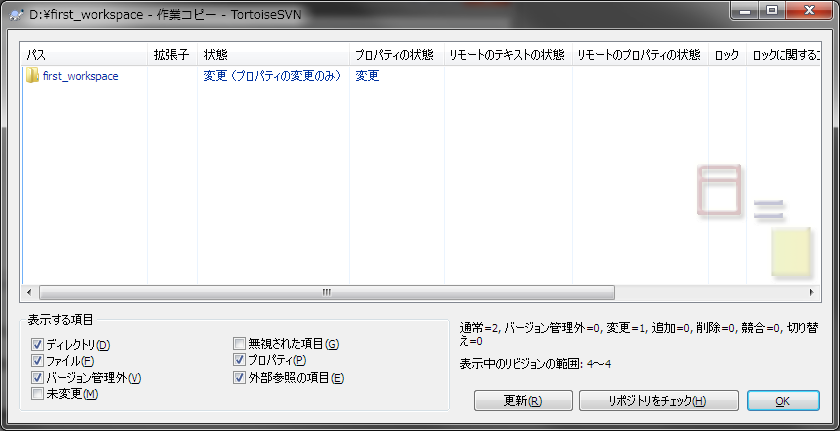 D:¥first_workspace - 作業コピー - TortoiseSVN
パス 拡張子 状態 プロパティの状態 リモートのテキストの状態 リモートのプロパティの状態 ロック ロックに関するコ
first_workspace 変更（プロパティの変更のみ） 変更
表示する項目
ディレクトリ(D) 無視された項目(G)
ファイル(F) プロパティ(P)
バージョン管理外(V) 外部参照の項目(E)
未変更(M)
通常=2, バージョン管理外=0, 変更=1, 追加=0, 削除=0, 競合=0, 切り替
え=0
表示中のリビジョンの範囲: 4～4
更新(R) リポジトリをチェック(H) OK